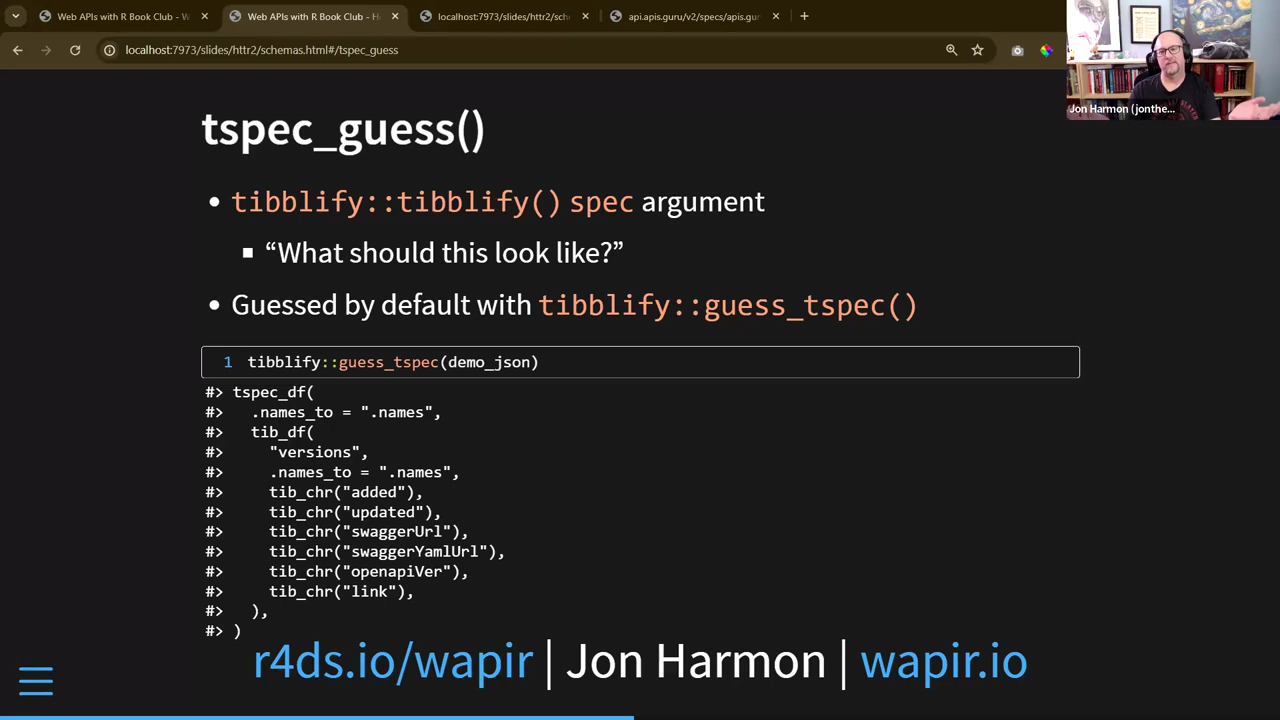 Web APIs with R Book Club - W
Web APIs with R Book Club - H
localhost:7973/slides/httr2/sche
api.apis.guru/v2/specs/apis.gu
localhost:7973/slides/httr2/schemas.html#/tspec_guess
Jon Harmon (jonthe...
tspec_guess()
• tibblify::tibblify() spec argument
▪ “What should this look like?”
• Guessed by default with tibblify::guess_tspec()
1 tibblify::guess_tspec(demo_json)
#> tspec_df(
#>   .names_to = ".names",
#>   tib_df(
#>     "versions",
#>     .names_to = ".names",
#>     tib_chr("added"),
#>     tib_chr("updated"),
#>     tib_chr("swaggerUrl"),
#>     tib_chr("swaggerYamlUrl"),
#>     tib_chr("openapiVer"),
#>     tib_chr("link"),
#>   ),
#> )
r4ds.io/wapir | Jon Harmon | wapir.io